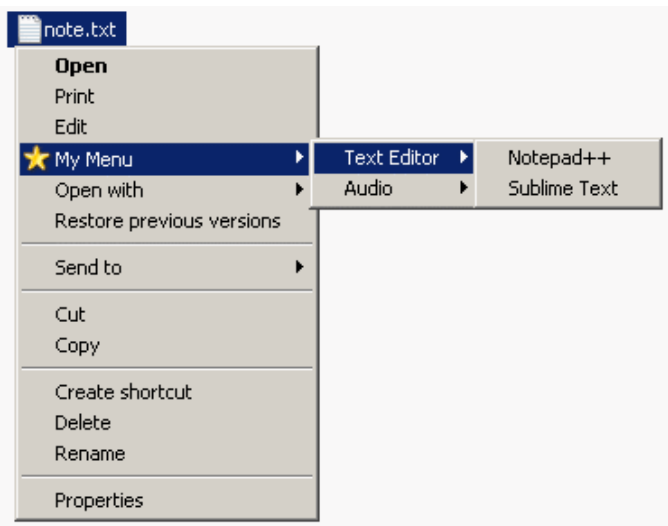 note.txt
Open
Print
Edit
My Menu
Text Editor
Notepad++
Audio
Sublime Text
Open with
Restore previous versions
Send to
Cut
Copy
Create shortcut
Delete
Rename
Properties